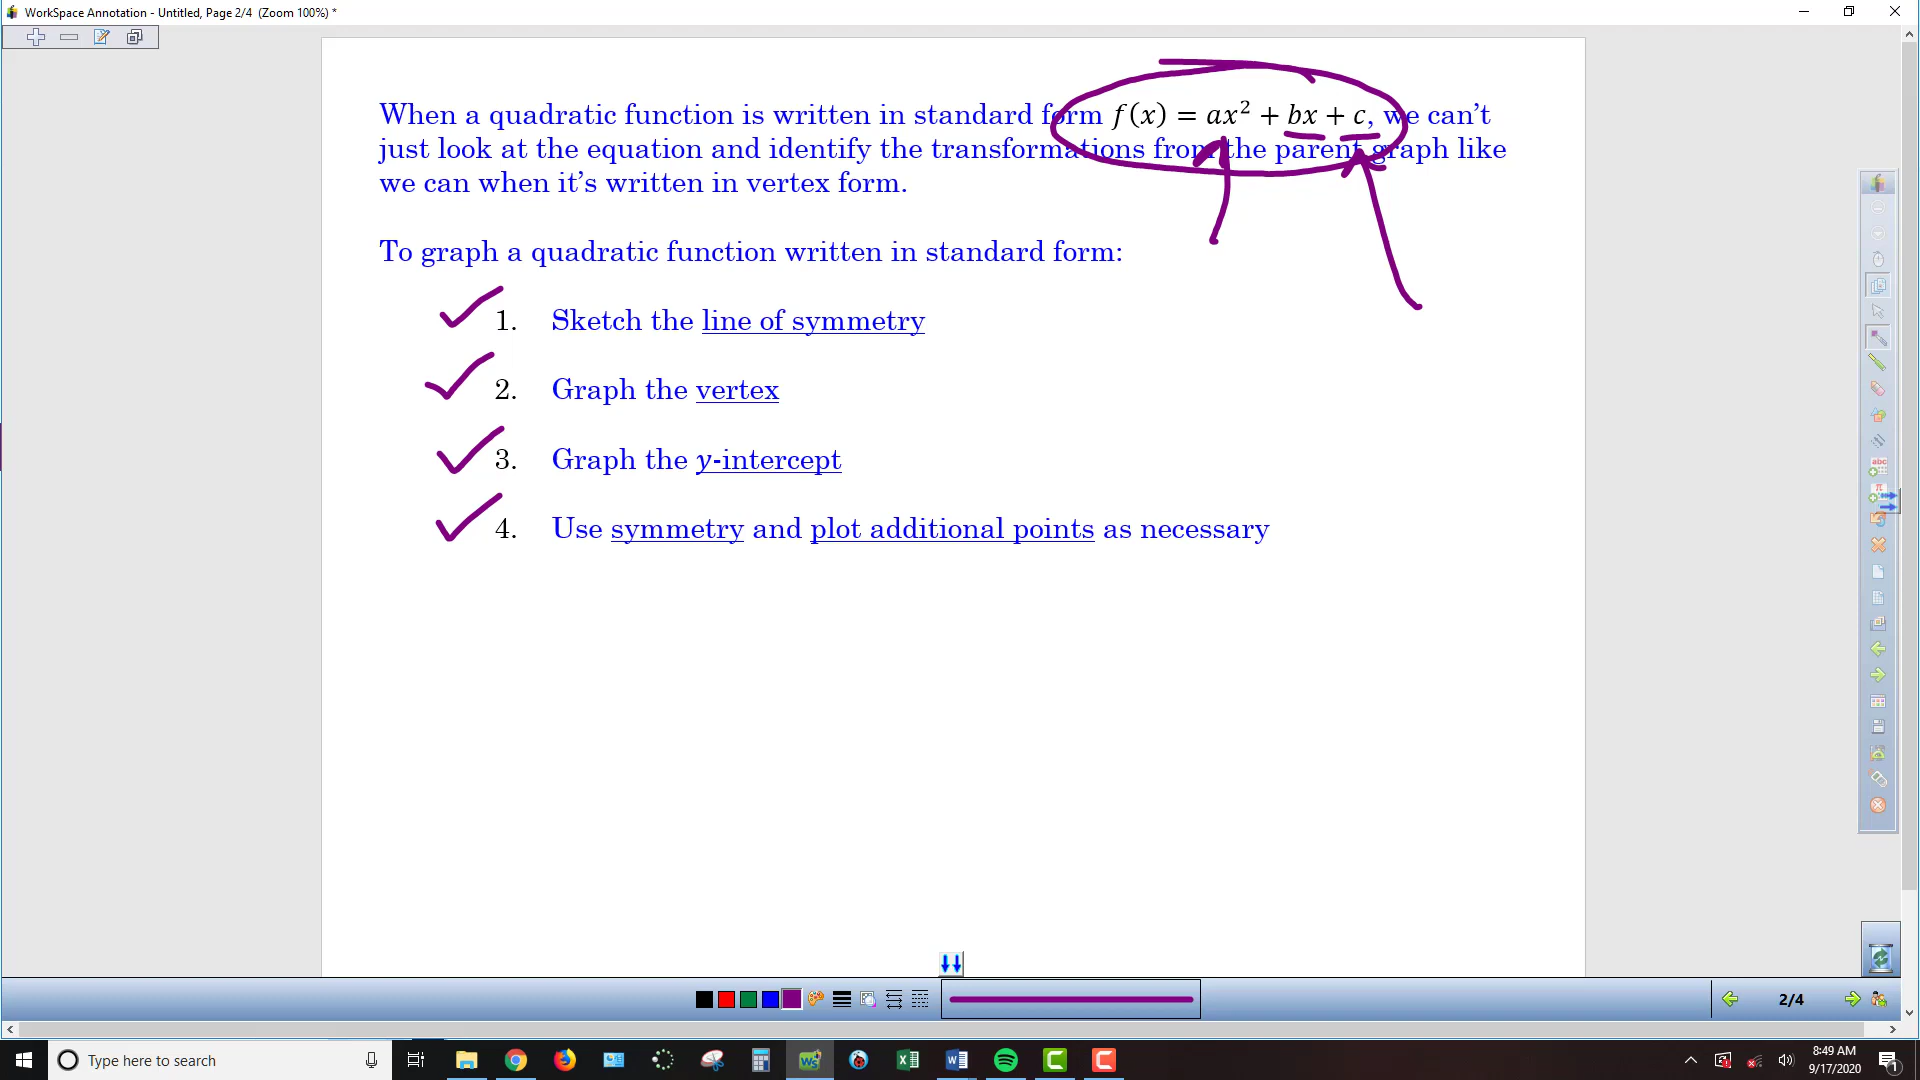 WorkSpace Annotation - Untitled, Page 2/4 (Zoom 100%) *
When a quadratic function is written in standard form f(x) = ax² + bx + c, we can't
just look at the equation and identify the transformations from the parent graph like
we can when it's written in vertex form.
To graph a quadratic function written in standard form:
1. Sketch the line of symmetry
2. Graph the vertex
3. Graph the y-intercept
4. Use symmetry and plot additional points as necessary
abc
π
2/4
Type here to search
8:49 AM
9/17/2020
1